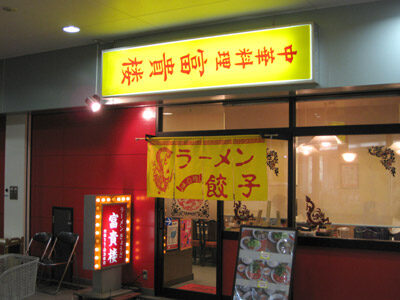 中華料理 富貴楼
ラーメン
餃子
富貴楼